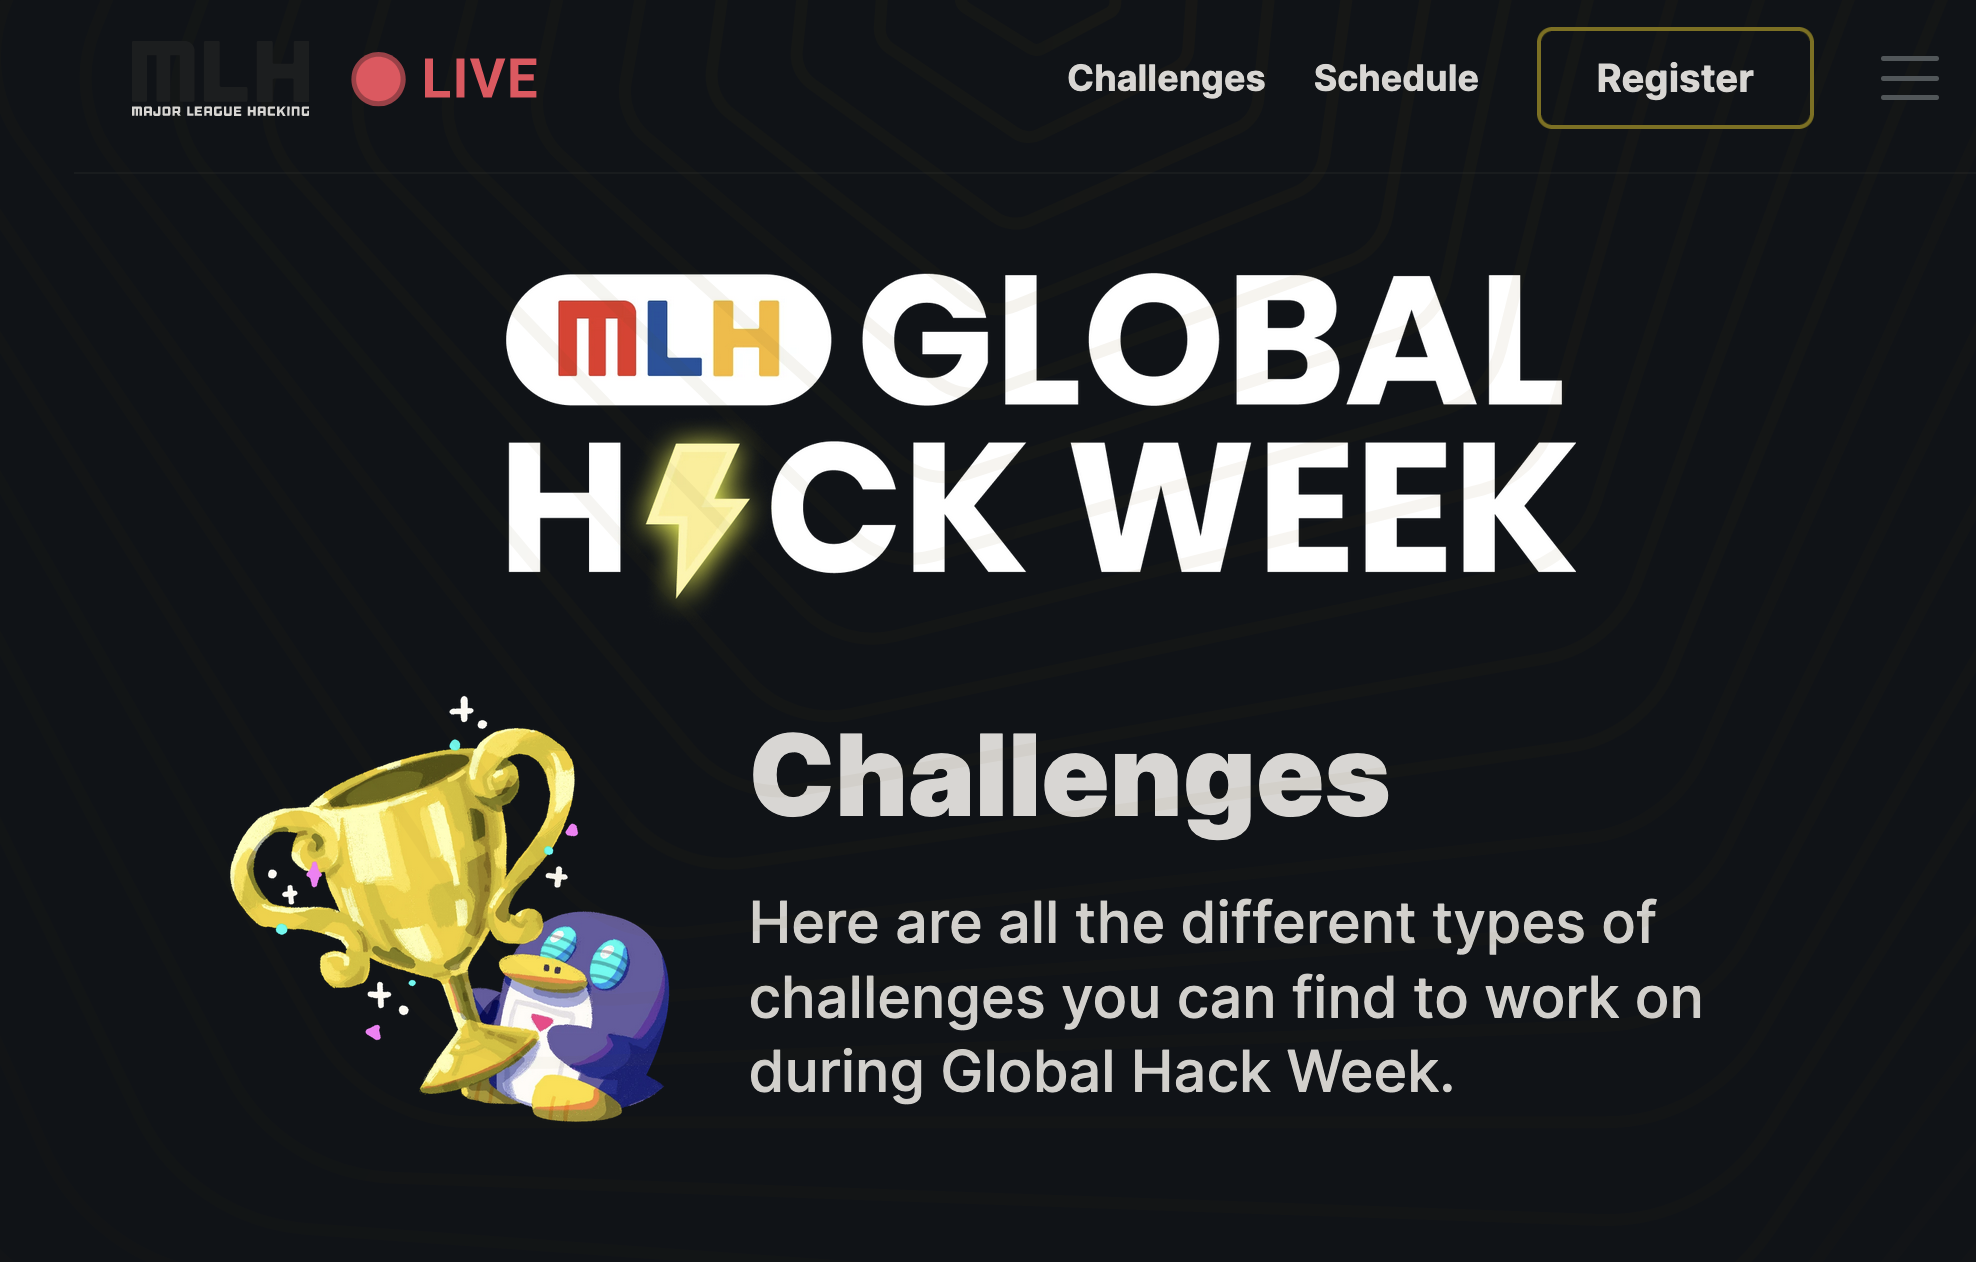 MLH
MAJOR LEAGUE HACKING
LIVE
Challenges
Schedule
Register
MLH GLOBAL
H CK WEEK
Challenges
Here are all the different types of
challenges you can find to work on
during Global Hack Week.